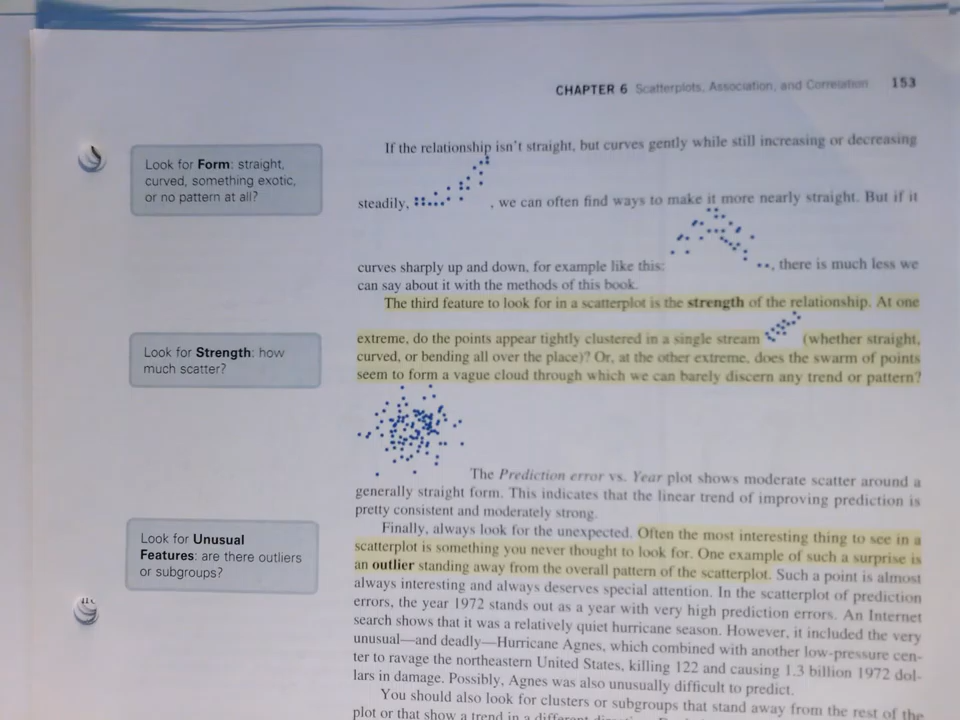 CHAPTER 6 Scatterplots, Association, and Correlation 153
If the relationship isn't straight, but curves gently while still increasing or decreasing
Look for Form: straight,
curved, something exotic,
or no pattern at all?
steadily, , we can often find ways to make it more nearly straight. But if it
curves sharply up and down, for example like this: , there is much less we
can say about it with the methods of this book.
The third feature to look for in a scatterplot is the strength of the relationship. At one
extreme, do the points appear tightly clustered in a single stream (whether straight,
curved, or bending all over the place)? Or, at the other extreme, does the swarm of points
seem to form a vague cloud through which we can barely discern any trend or pattern?
Look for Strength: how
much scatter?
The Prediction error vs. Year plot shows moderate scatter around a
generally straight form. This indicates that the linear trend of improving prediction is
pretty consistent and moderately strong.
Finally, always look for the unexpected. Often the most interesting thing to see in a
scatterplot is something you never thought to look for. One example of such a surprise is
an outlier standing away from the overall pattern of the scatterplot. Such a point is almost
always interesting and always deserves special attention. In the scatterplot of prediction
errors, the year 1972 stands out as a year with very high prediction errors. An Internet
search shows that it was a relatively quiet hurricane season. However, it included the very
unusual—and deadly—Hurricane Agnes, which combined with another low-pressure cen-
ter to ravage the northeastern United States, killing 122 and causing 1.3 billion 1972 dol-
lars in damage. Possibly, Agnes was also unusually difficult to predict.
Look for Unusual
Features: are there outliers
or subgroups?
You should also look for clusters or subgroups that stand away from the rest of the
plot or that show a trend in a different